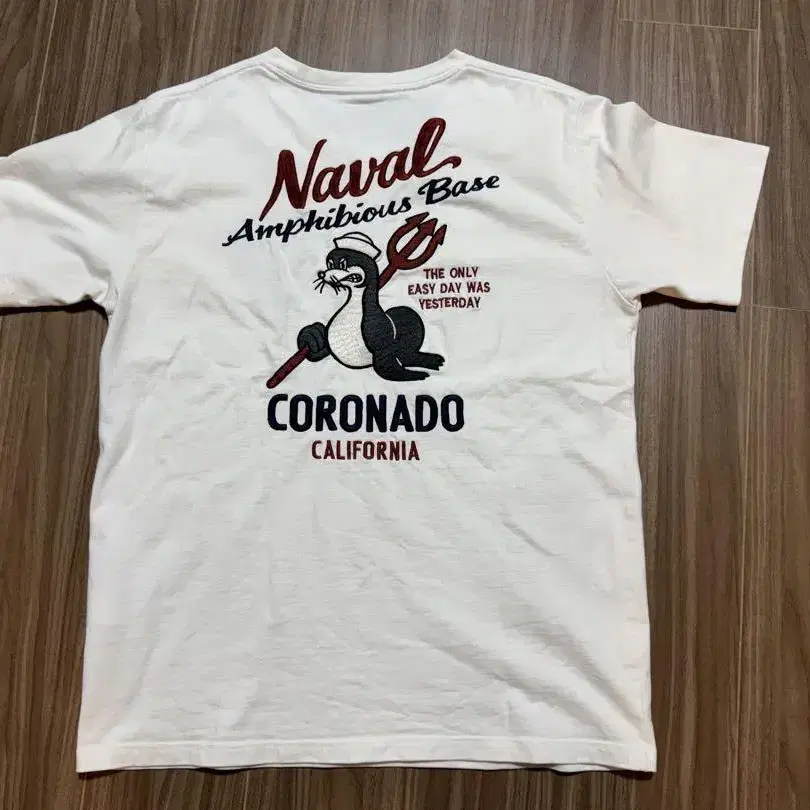 Naval
Amphibious Base
THE ONLY
EASY DAY WAS
YESTERDAY
CORONADO
CALIFORNIA